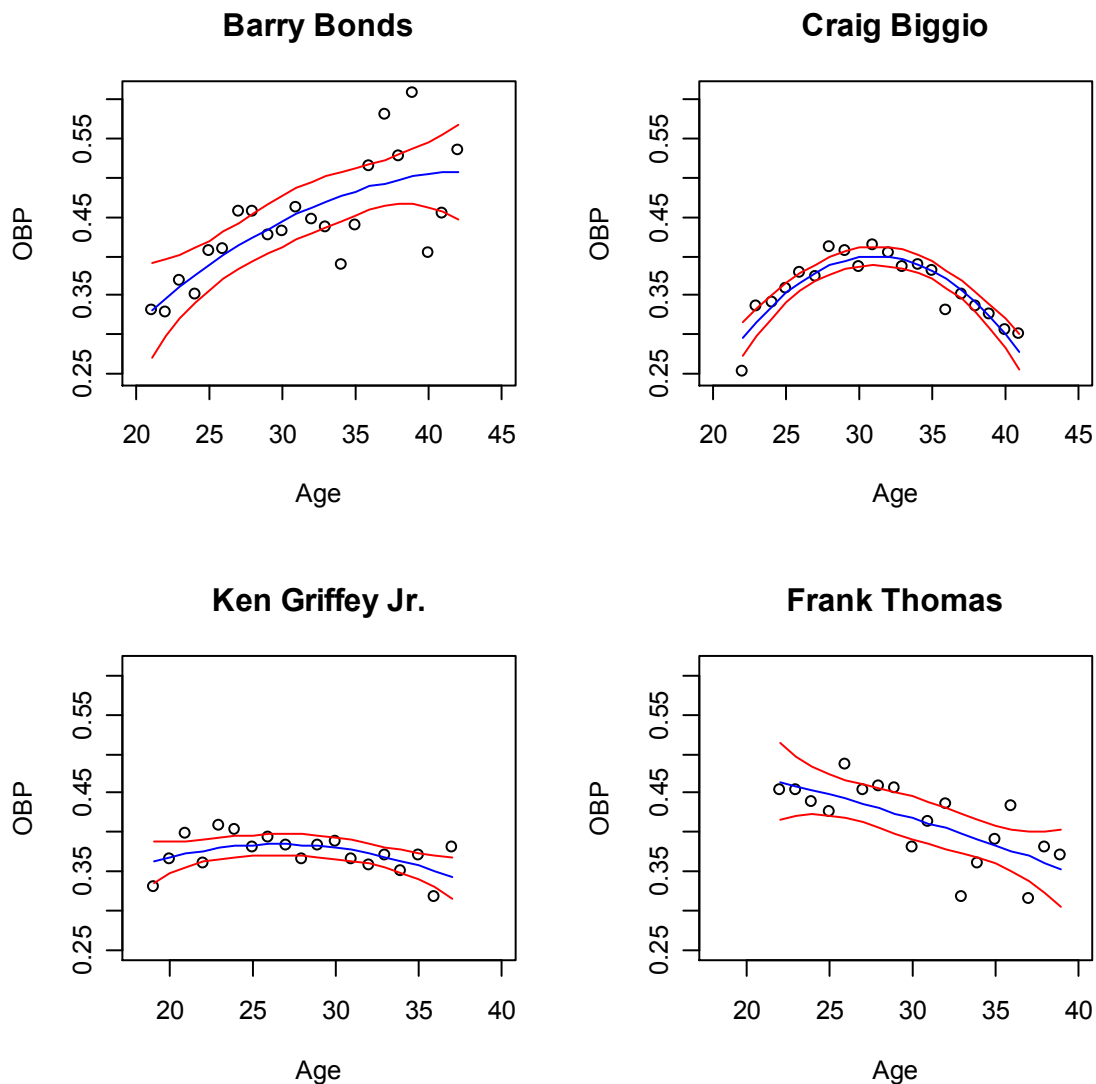 Barry Bonds
OBP
0.25 0.35 0.45 0.55
20 25 30 35 40 45
Age
Craig Biggio
OBP
0.25 0.35 0.45 0.55
20 25 30 35 40 45
Age
Ken Griffey Jr.
OBP
0.25 0.35 0.45 0.55
20 25 30 35 40
Age
Frank Thomas
OBP
0.25 0.35 0.45 0.55
20 25 30 35 40
Age